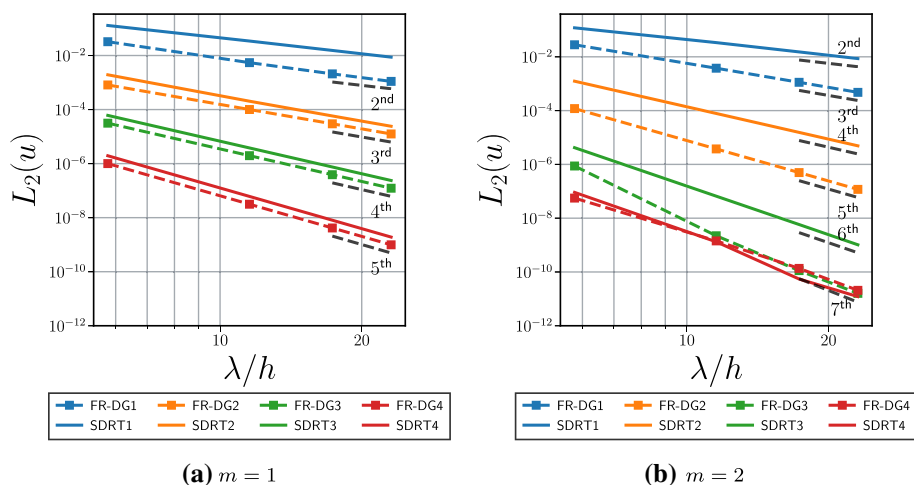 L₂(u)
10⁻²
10⁻⁴
10⁻⁶
10⁻⁸
10⁻¹⁰
10⁻¹²
2ⁿᵈ
3ʳᵈ
4ᵗʰ
5ᵗʰ
10
20
λ/h
FR-DG1 FR-DG2 FR-DG3 FR-DG4
SDRT1 SDRT2 SDRT3 SDRT4
(a) m = 1
L₂(u)
10⁻²
10⁻⁴
10⁻⁶
10⁻⁸
10⁻¹⁰
10⁻¹²
2ⁿᵈ
3ʳᵈ
4ᵗʰ
5ᵗʰ
6ᵗʰ
7ᵗʰ
10
20
λ/h
FR-DG1 FR-DG2 FR-DG3 FR-DG4
SDRT1 SDRT2 SDRT3 SDRT4
(b) m = 2